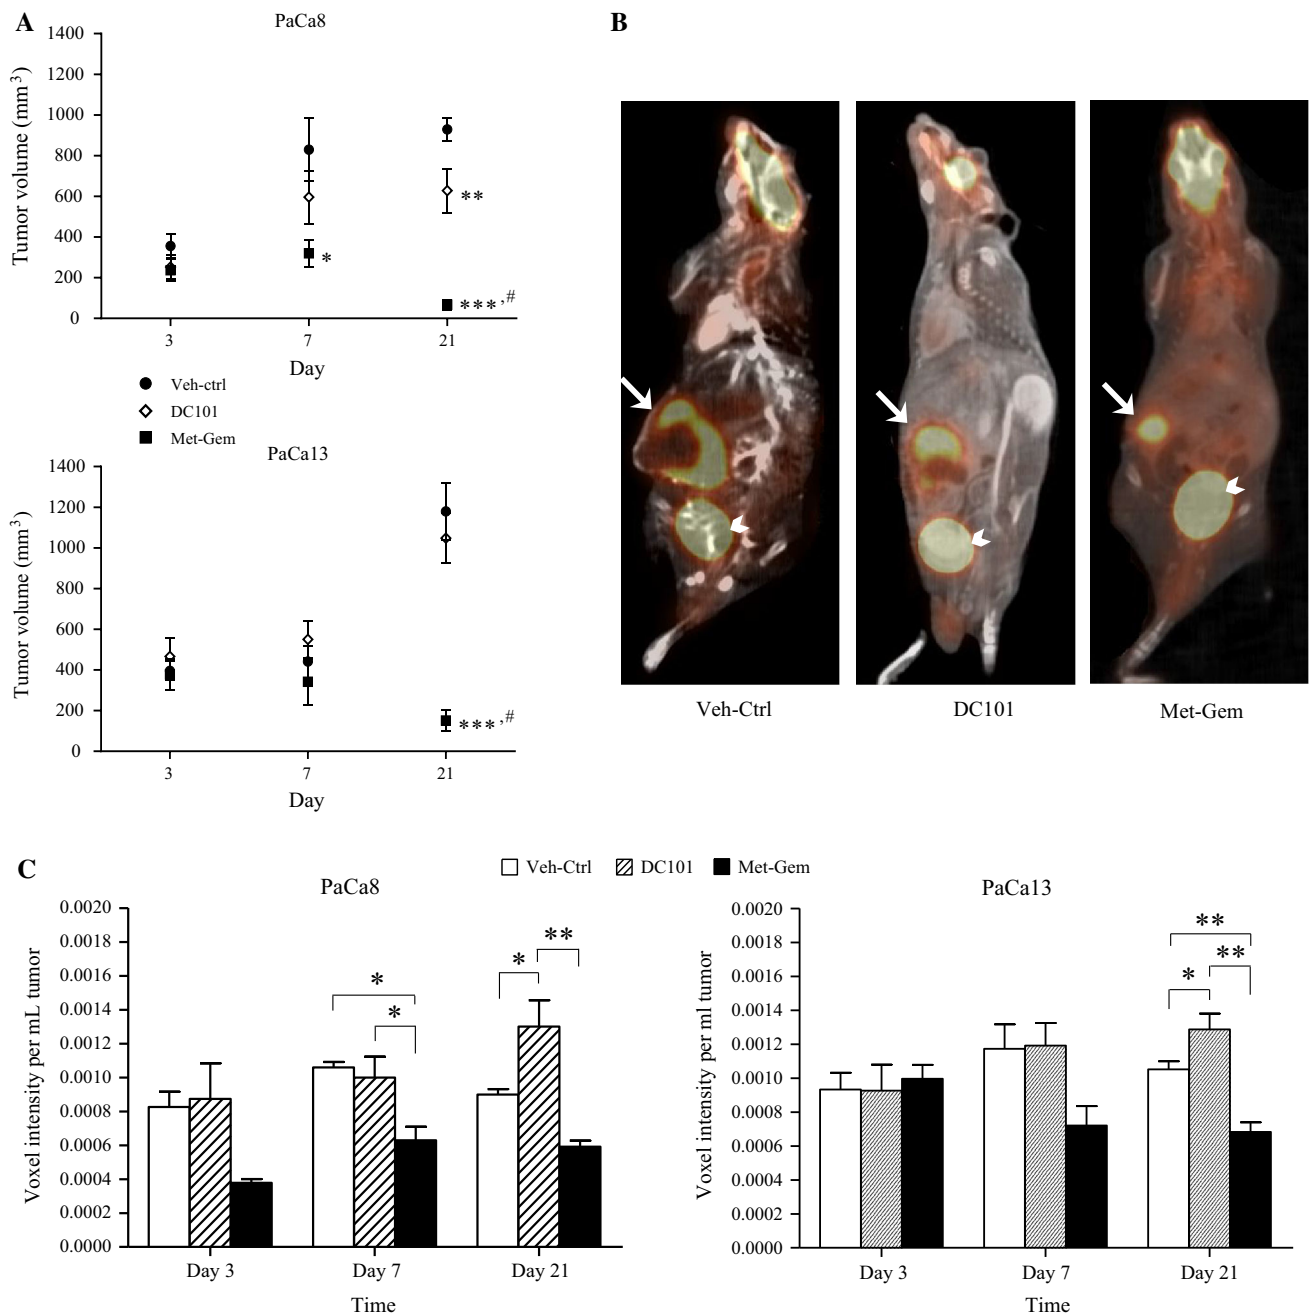 A
PaCa8
Tumor volume (mm³)
1400
1200
1000
800
600
400
200
0
**
*
***,#
3 7 21
Day
Veh-ctrl
DC101
Met-Gem
PaCa13
Tumor volume (mm³)
1400
1200
1000
800
600
400
200
0
***,#
3 7 21
Day
B
Veh-Ctrl DC101 Met-Gem
C
Veh-Ctrl DC101 Met-Gem
PaCa8
Voxel intensity per mL tumor
0.0020
0.0018
0.0016
0.0014
0.0012
0.0010
0.0008
0.0006
0.0004
0.0002
0.0000
*
*
*
**
Day 3 Day 7 Day 21
Time
PaCa13
Voxel intensity per ml tumor
0.0020
0.0018
0.0016
0.0014
0.0012
0.0010
0.0008
0.0006
0.0004
0.0002
0.0000
**
**
*
Day 3 Day 7 Day 21
Time